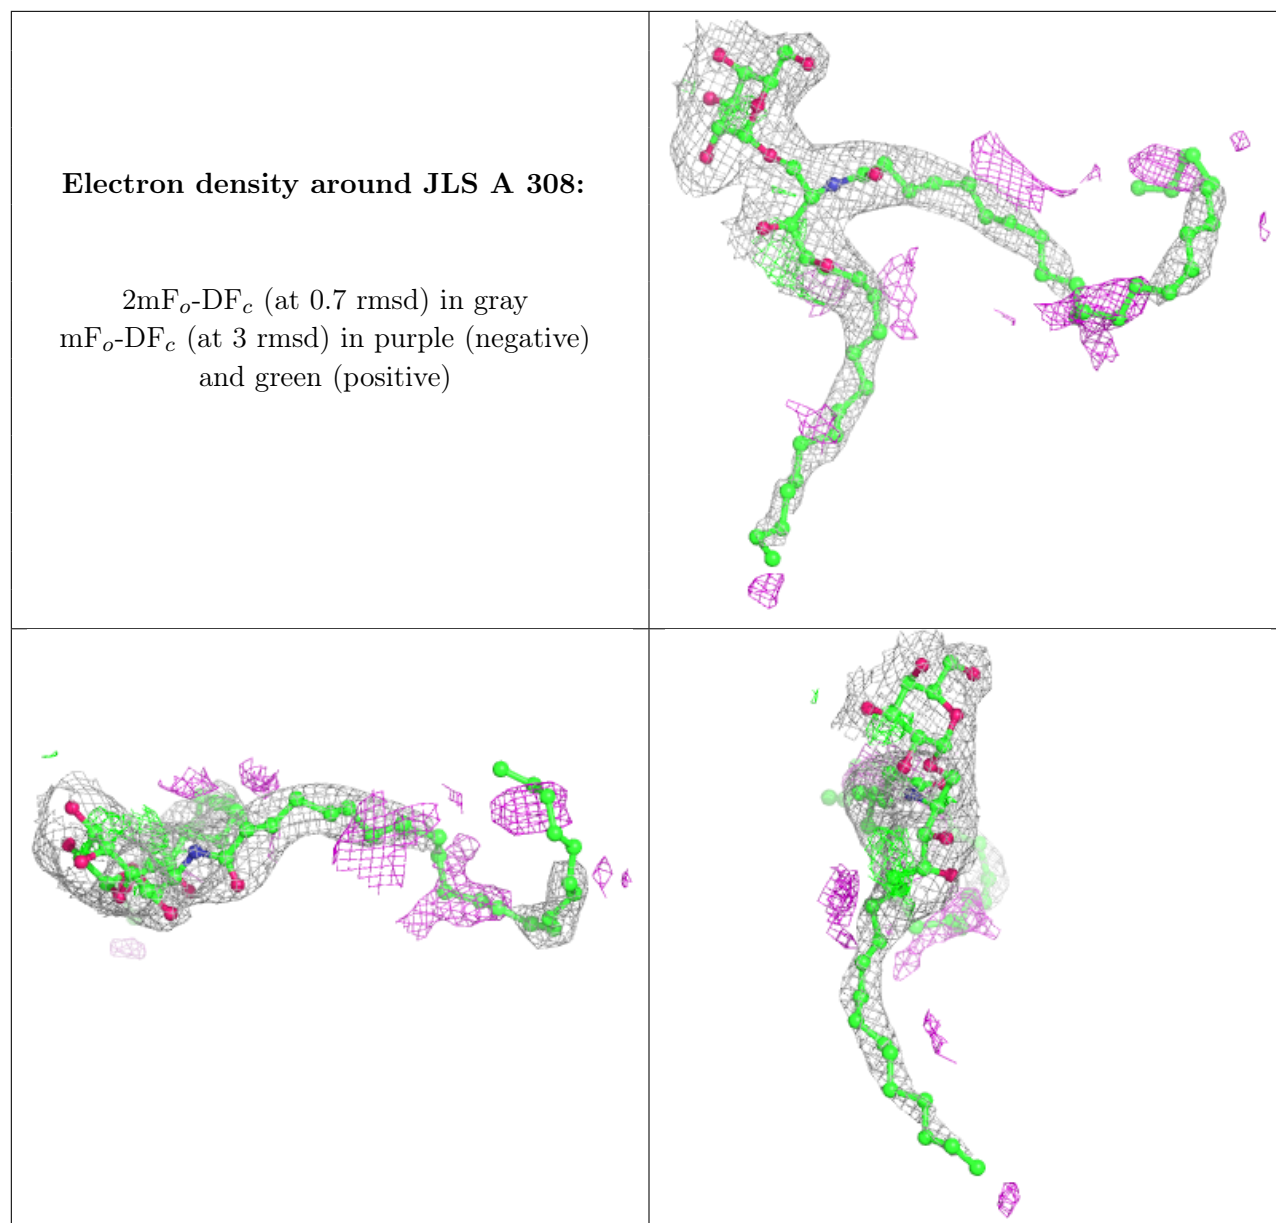 Electron density around JLS A 308:
2mFo-DFc (at 0.7 rmsd) in gray
mFo-DFc (at 3 rmsd) in purple (negative)
and green (positive)